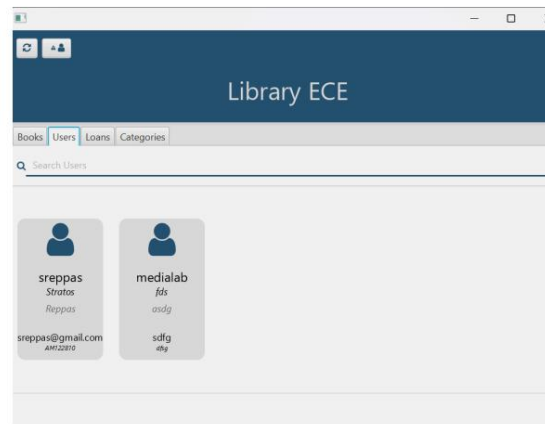 Library ECE
Books Users Loans Categories
Search Users
sreppas
Stratos
Reppas
sreppas@gmail.com
AM122810
medialab
fds
asdg
sdfg